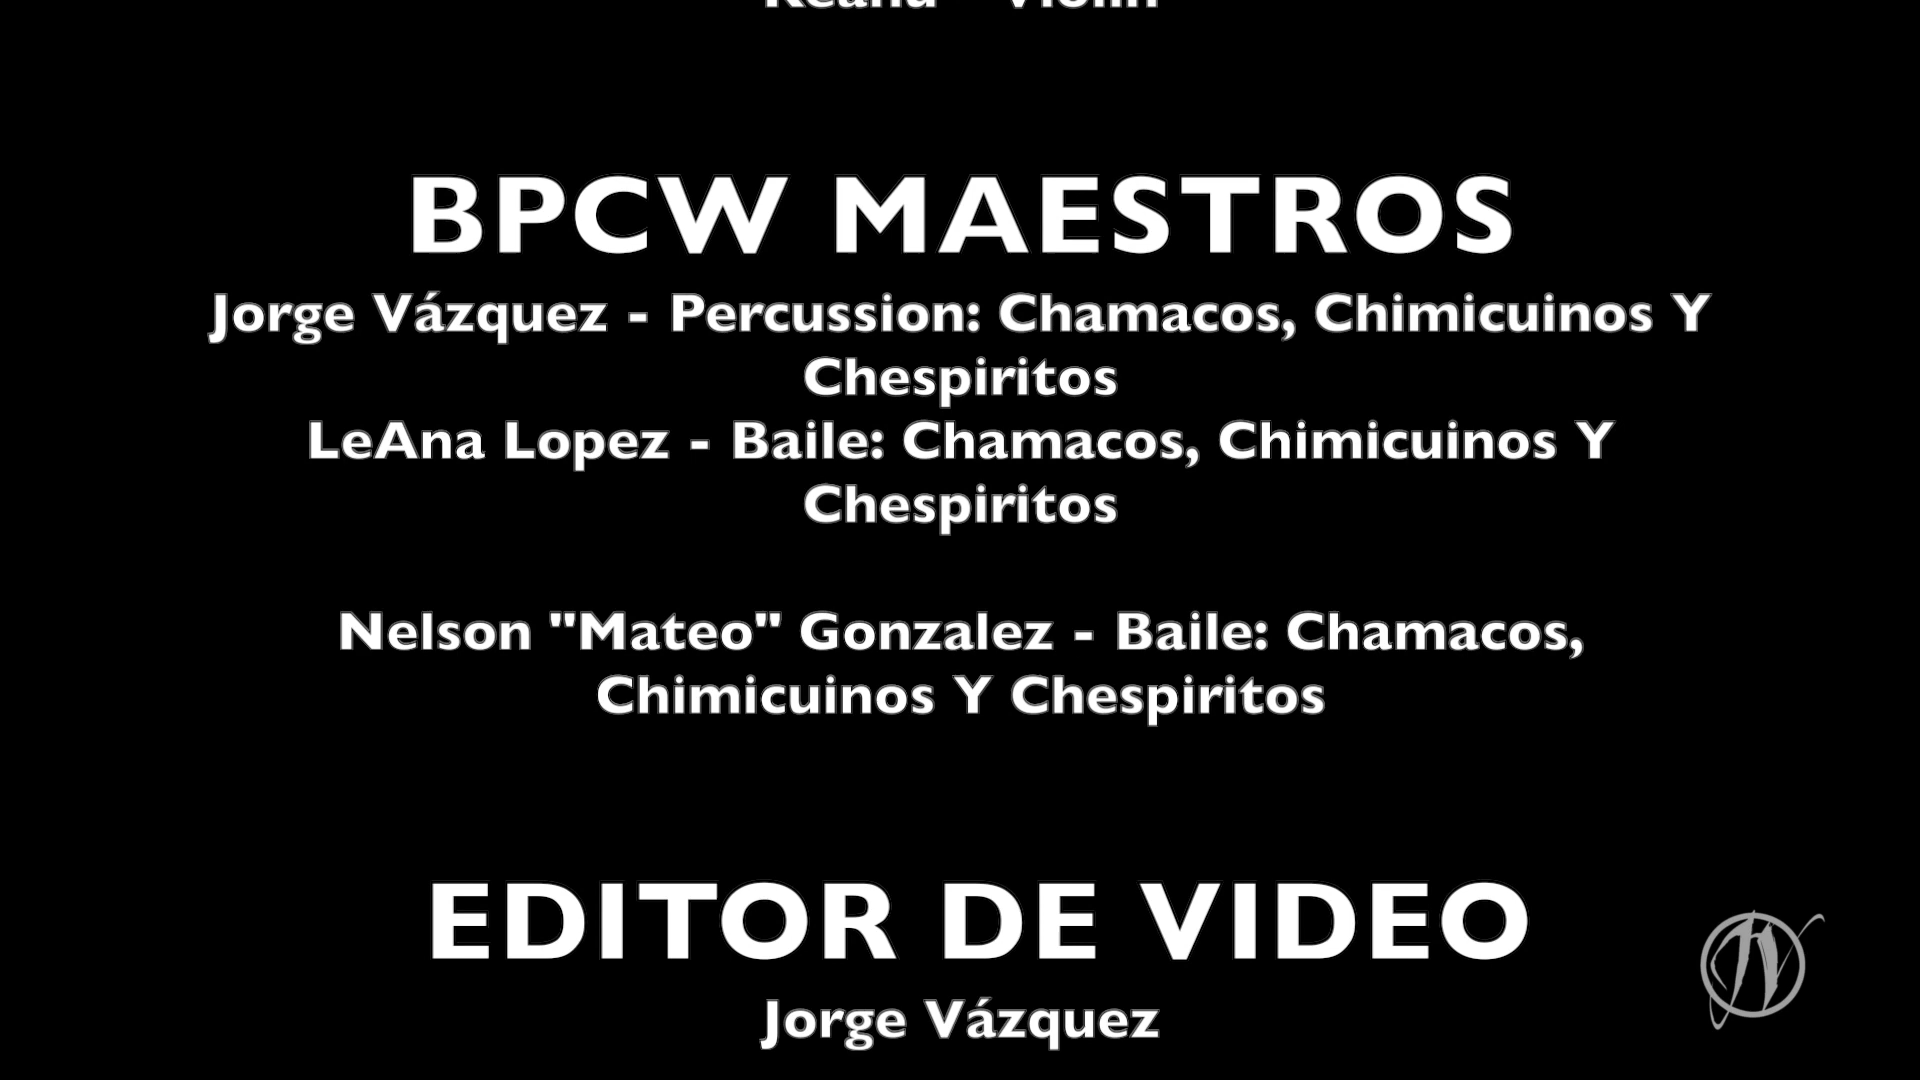 BPCW MAESTROS
Jorge Vázquez - Percussion: Chamacos, Chimicuinos Y
Chespiritos
LeAna Lopez - Baile: Chamacos, Chimicuinos Y
Chespiritos
Nelson "Mateo" Gonzalez - Baile: Chamacos,
Chimicuinos Y Chespiritos
EDITOR DE VIDEO
Jorge Vázquez